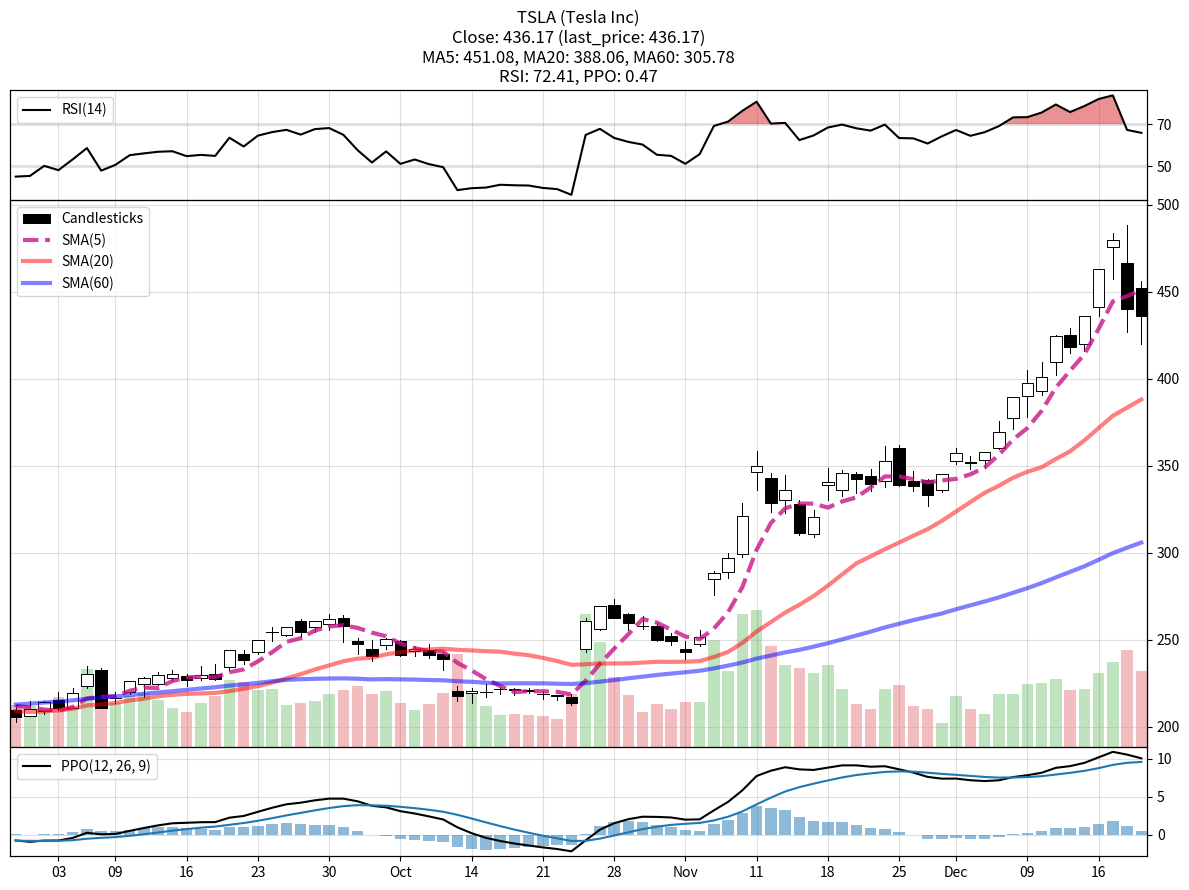 TSLA (Tesla Inc)
Close: 436.17 (last_price: 436.17)
MA5: 451.08, MA20: 388.06, MA60: 305.78
RSI: 72.41, PPO: 0.47
RSI(14)
70
50
Candlesticks
SMA(5)
SMA(20)
SMA(60)
500
450
400
350
300
250
200
PPO(12, 26, 9)
10
5
0
03 09 16 23 30 Oct 14 21 28 Nov 11 18 25 Dec 09 16